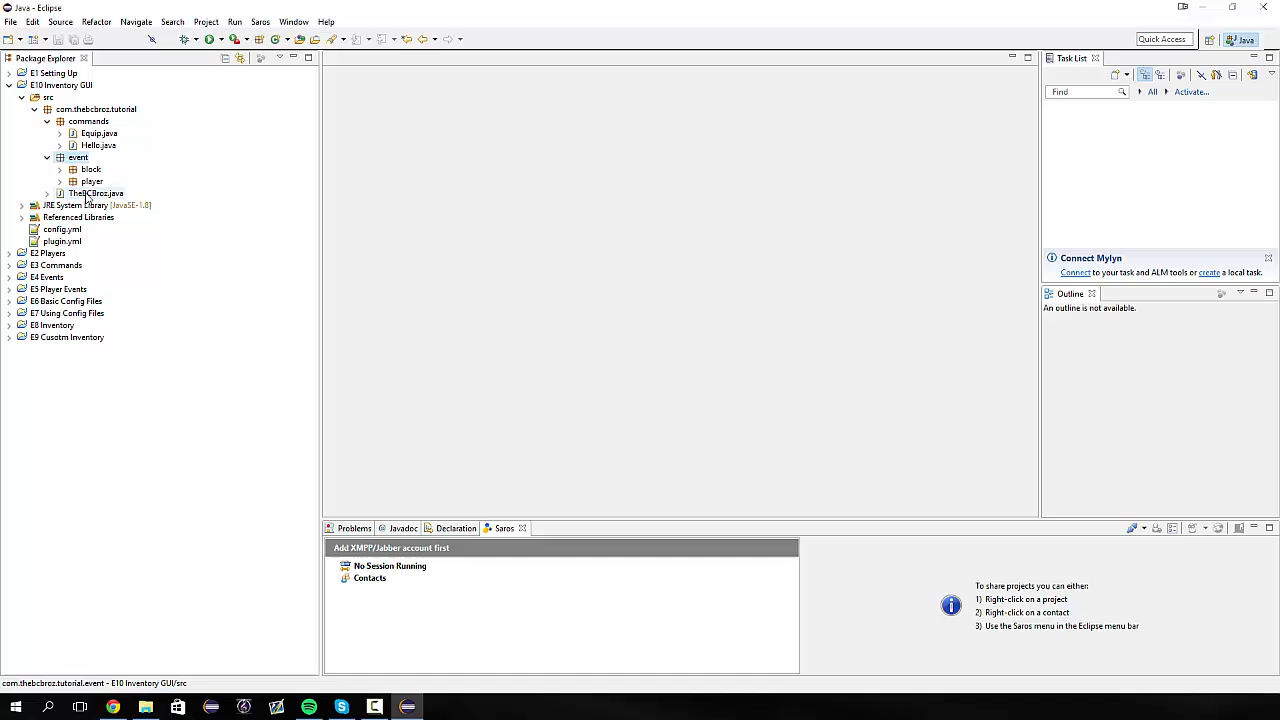 Java - Eclipse
File Edit Source Refactor Navigate Search Project Run Saros Window Help
Quick Access
Java
Package Explorer
E1 Setting Up
E10 Inventory GUI
src
com.thebcbroz.tutorial
commands
Equip.java
Hello.java
event
block
player
TheBCBroz.java
JRE System Library [JavaSE-1.8]
Referenced Libraries
config.yml
plugin.yml
E2 Players
E3 Commands
E4 Events
E5 Player Events
E6 Basic Config Files
E7 Using Config Files
E8 Inventory
E9 Cusotm Inventory
Task List
Find
All
Activate...
Connect Mylyn
Connect to your task and ALM tools or create a local task.
Outline
An outline is not available.
Problems
@ Javadoc
Declaration
Saros
Add XMPP/Jabber account first
No Session Running
Contacts
To share projects you can either:
1) Right-click on a project
2) Right-click on a contact
3) Use the Saros menu in the Eclipse menu bar
com.thebcbroz.tutorial.event - E10 Inventory GUI/src